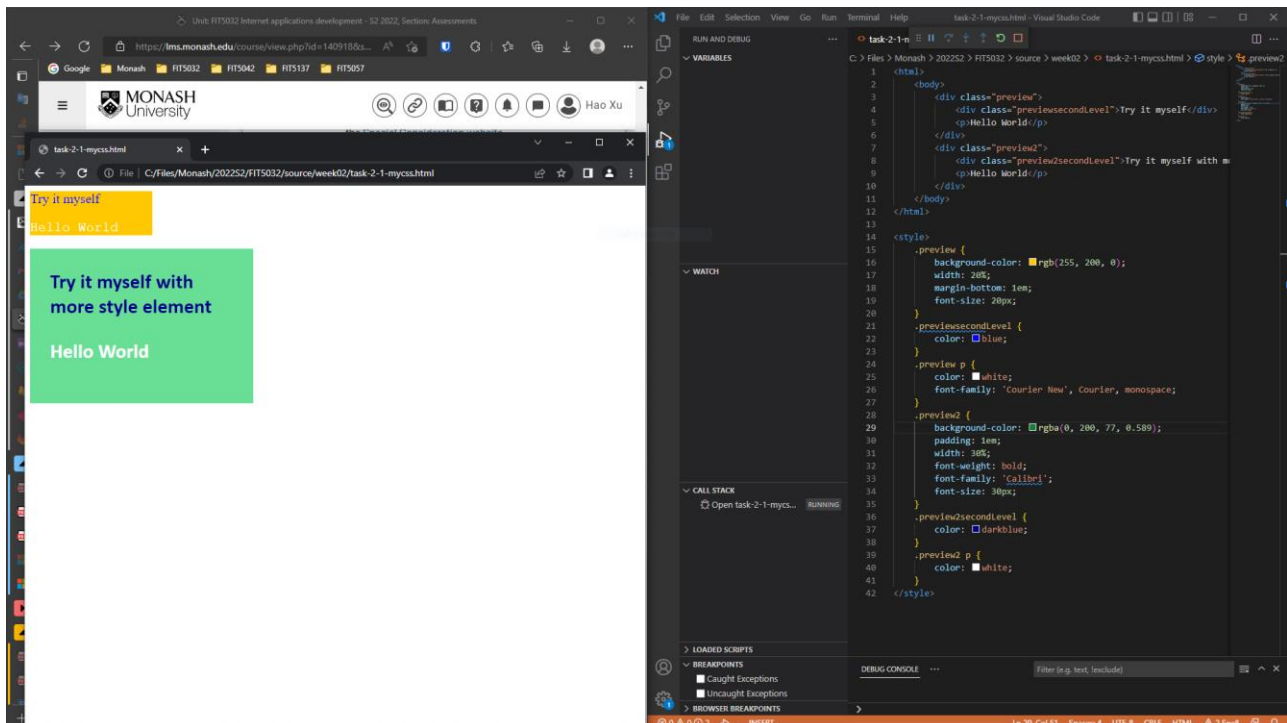 Unit: FIT5032 Internet applications development - S2 2022, Section: Assessments
https://lms.monash.edu/course/view.php?id=140918&s...
Google Monash FIT5032 FIT5042 FIT5137 FIT5057
MONASH
University
Hao Xu
task-2-1-mycss.html
File C:/Files/Monash/2022S2/FIT5032/source/week02/task-2-1-mycss.html
Try it myself
Hello World
Try it myself with
more style element
Hello World
File Edit Selection View Go Run Terminal Help task-2-1-mycss.html - Visual Studio Code
RUN AND DEBUG
VARIABLES
WATCH
CALL STACK
Open task-2-1-mycs... RUNNING
LOADED SCRIPTS
BREAKPOINTS
Caught Exceptions
Uncaught Exceptions
BROWSER BREAKPOINTS
task-2-1-n
C: > Files > Monash > 2022S2 > FIT5032 > source > week02 > task-2-1-mycss.html > style > .preview2
1 <html>
2 <body>
3 <div class="preview">
4 <div class="previewsecondLevel">Try it myself</div>
5 <p>Hello World</p>
6 </div>
7 <div class="preview2">
8 <div class="preview2secondLevel">Try it myself with m
9 <p>Hello World</p>
10 </div>
11 </body>
12 </html>
13
14 <style>
15 .preview {
16 background-color: rgb(255, 200, 0);
17 width: 20%;
18 margin-bottom: 1em;
19 font-size: 20px;
20 }
21 .previewsecondLevel {
22 color: blue;
23 }
24 .preview p {
25 color: white;
26 font-family: 'Courier New', Courier, monospace;
27 }
28 .preview2 {
29 background-color: rgba(0, 200, 77, 0.589);
30 padding: 1em;
31 width: 30%;
32 font-weight: bold;
33 font-family: 'Calibri';
34 font-size: 30px;
35 }
36 .preview2secondLevel {
37 color: darkblue;
38 }
39 .preview2 p {
40 color: white;
41 }
42 </style>
DEBUG CONSOLE
Filter (e.g. text, !exclude)